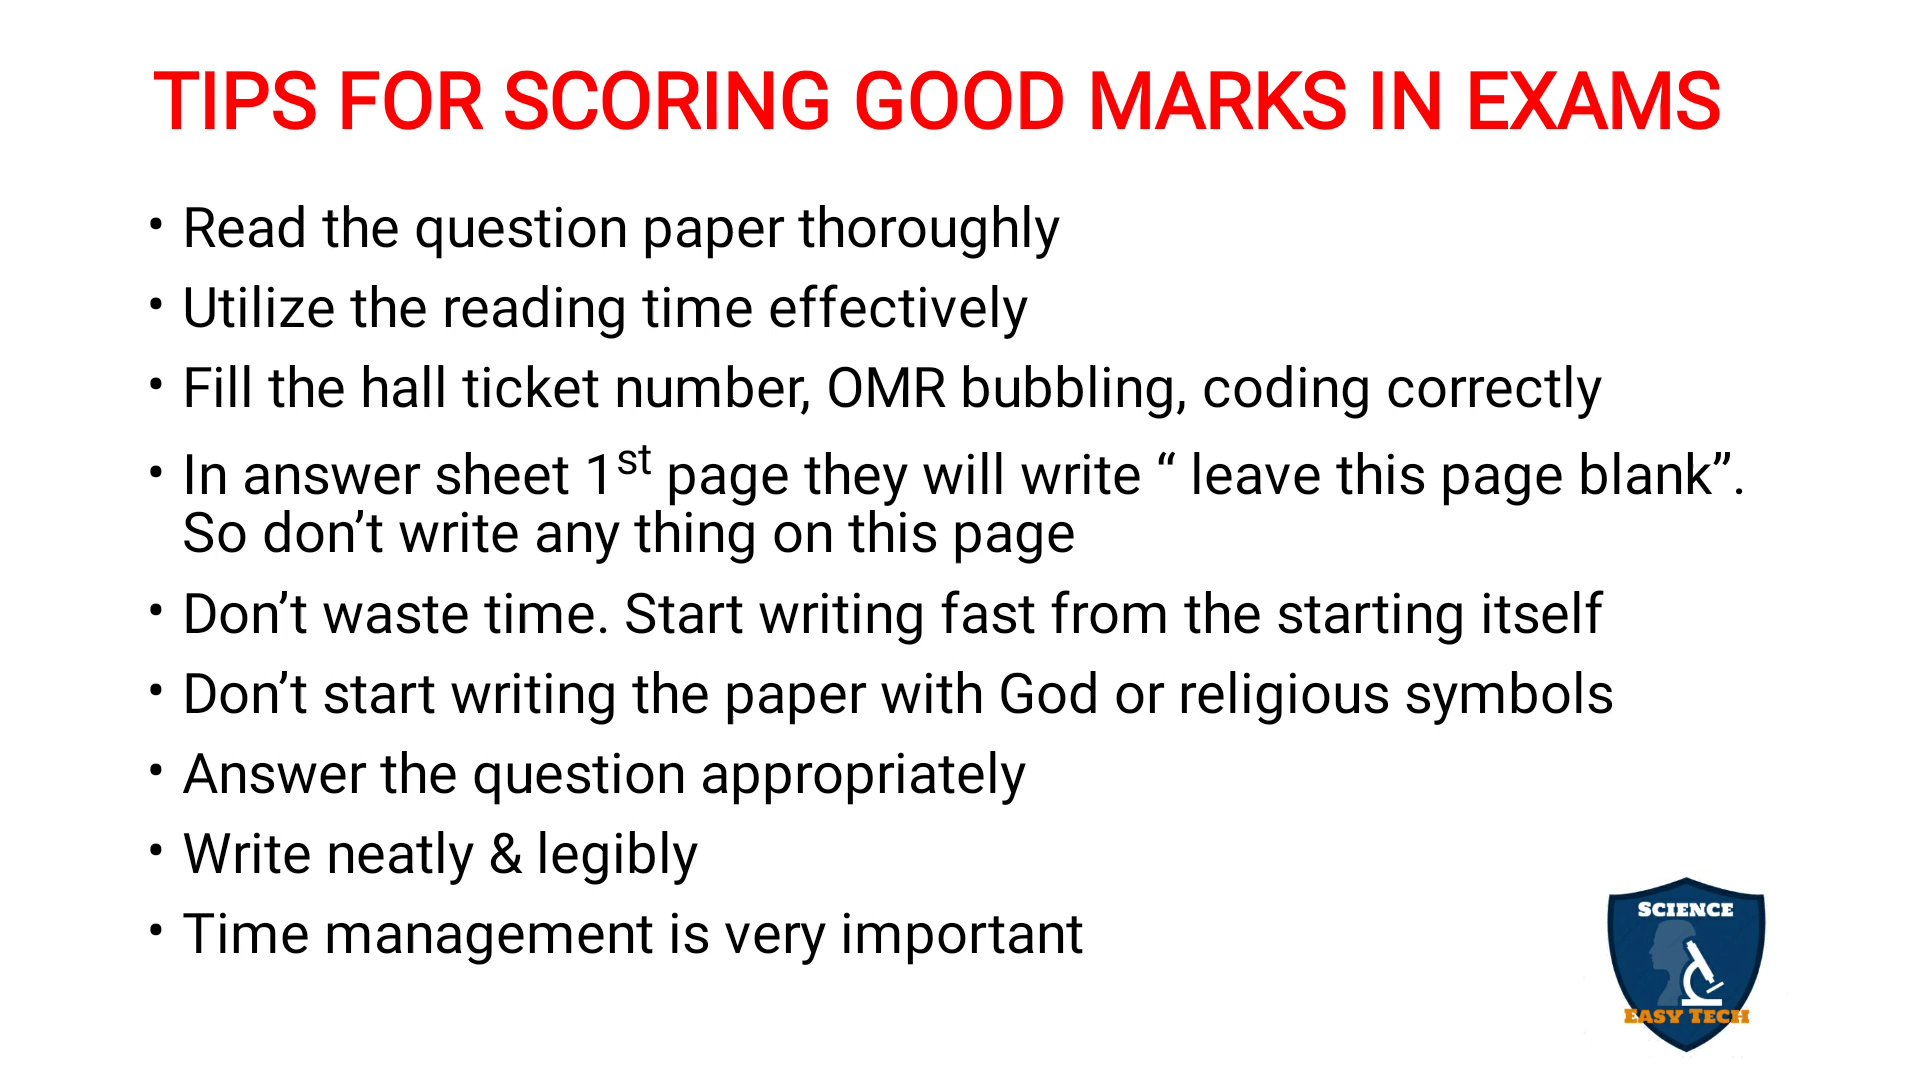 TIPS FOR SCORING GOOD MARKS IN EXAMS
• Read the question paper thoroughly
• Utilize the reading time effectively
• Fill the hall ticket number, OMR bubbling, coding correctly
• In answer sheet 1st page they will write “ leave this page blank”.
So don’t write any thing on this page
• Don’t waste time. Start writing fast from the starting itself
• Don’t start writing the paper with God or religious symbols
• Answer the question appropriately
• Write neatly & legibly
• Time management is very important
SCIENCE
EASY TECH